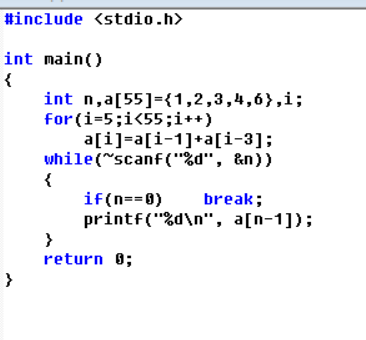 #include <stdio.h>
int main()
{
    int n,a[55]={1,2,3,4,6},i;
    for(i=5;i<55;i++)
        a[i]=a[i-1]+a[i-3];
    while(~scanf("%d", &n))
    {
        if(n==0)    break;
        printf("%d\n", a[n-1]);
    }
    return 0;
}